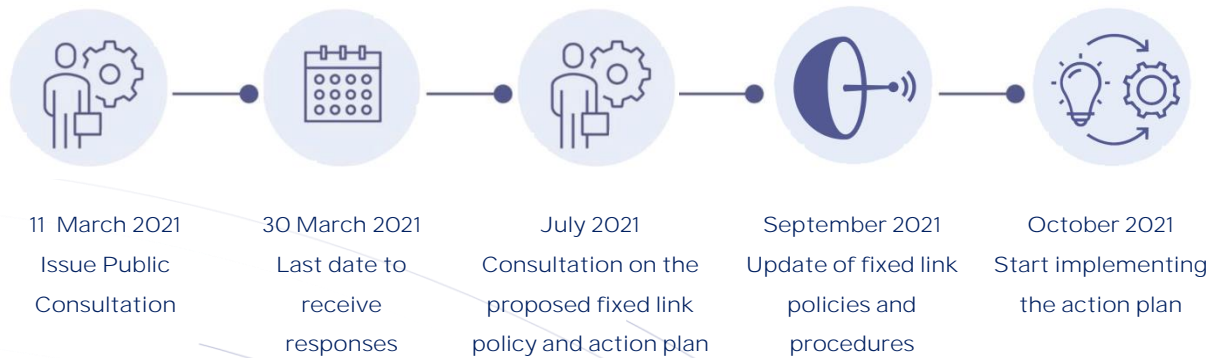 11 March 2021
Issue Public
Consultation
30 March 2021
Last date to
receive
responses
July 2021
Consultation on the
proposed fixed link
policy and action plan
September 2021
Update of fixed link
policies and
procedures
October 2021
Start implementing
the action plan